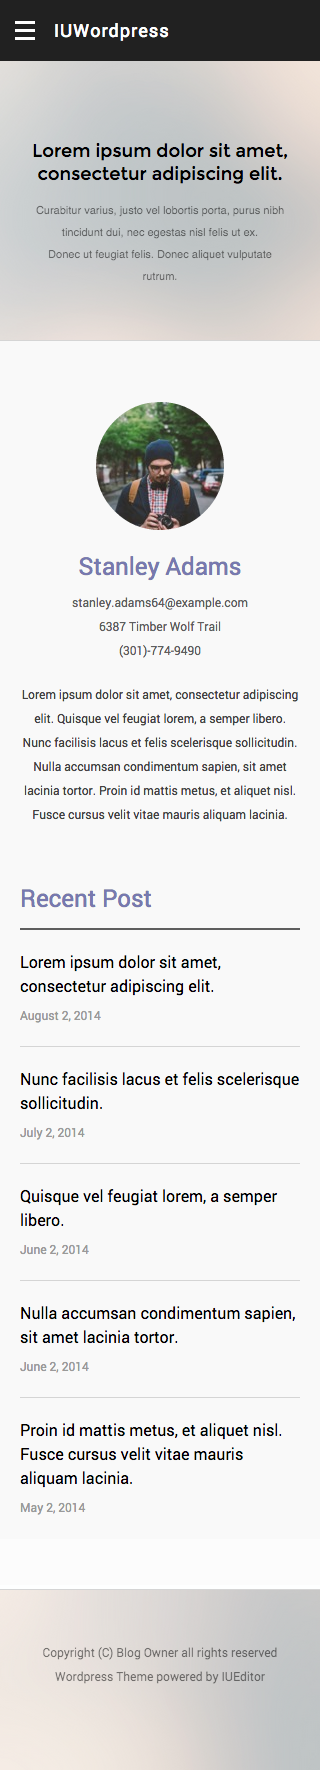 IUWordpress
Lorem ipsum dolor sit amet,
consectetur adipiscing elit.
Curabitur varius, justo vel lobortis porta, purus nibh
tincidunt dui, nec egestas nisl felis ut ex.
Donec ut feugiat felis. Donec aliquet vulputate
rutrum.
Stanley Adams
stanley.adams64@example.com
6387 Timber Wolf Trail
(301)-774-9490
Lorem ipsum dolor sit amet, consectetur adipiscing
elit. Quisque vel feugiat lorem, a semper libero.
Nunc facilisis lacus et felis scelerisque sollicitudin.
Nulla accumsan condimentum sapien, sit amet
lacinia tortor. Proin id mattis metus, et aliquet nisl.
Fusce cursus velit vitae mauris aliquam lacinia.
Recent Post
Lorem ipsum dolor sit amet,
consectetur adipiscing elit.
August 2, 2014
Nunc facilisis lacus et felis scelerisque
sollicitudin.
July 2, 2014
Quisque vel feugiat lorem, a semper
libero.
June 2, 2014
Nulla accumsan condimentum sapien,
sit amet lacinia tortor.
June 2, 2014
Proin id mattis metus, et aliquet nisl.
Fusce cursus velit vitae mauris
aliquam lacinia.
May 2, 2014
Copyright (C) Blog Owner all rights reserved
Wordpress Theme powered by IUEditor